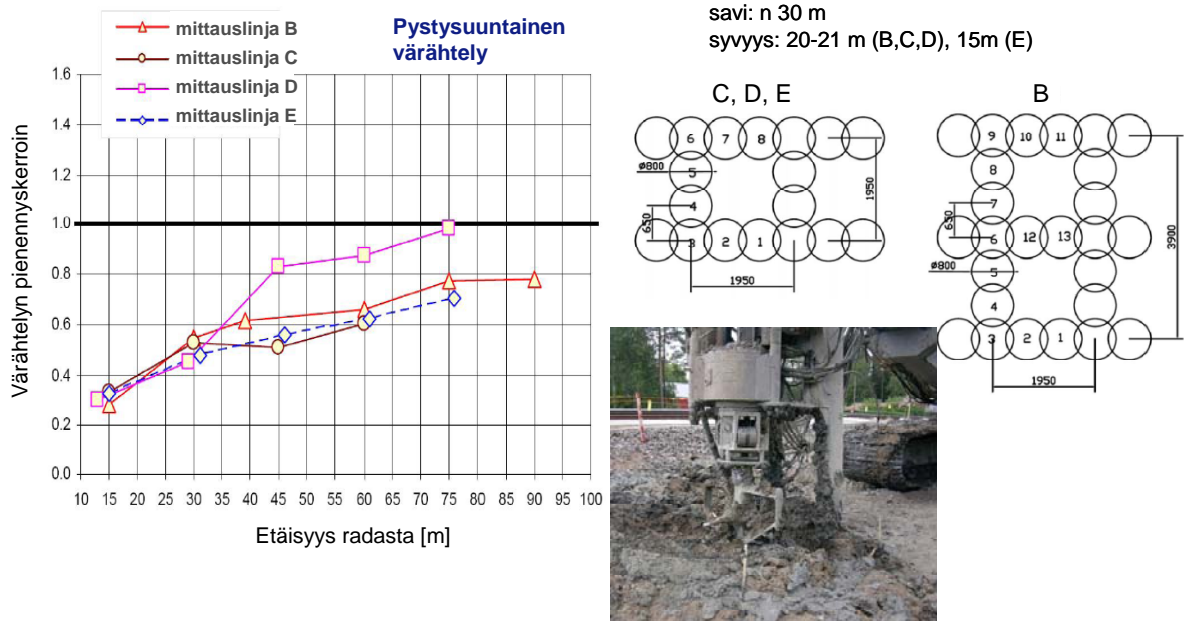 mittauslinja B
mittauslinja C
mittauslinja D
mittauslinja E
Pystysuuntainen
värähtely
Värähtelyn pienennyskerroin
1.6
1.4
1.2
1.0
0.8
0.6
0.4
0.2
0.0
10 15 20 25 30 35 40 45 50 55 60 65 70 75 80 85 90 95 100
Etäisyys radasta [m]
savi: n 30 m
syvyys: 20-21 m (B,C,D), 15m (E)
C, D, E
6 7 8
ø800
5
4
650
3 2 1
1950
1950
B
9 10 11
8
7
650
6 12 13
ø800
5
4
3 2 1
3900
1950